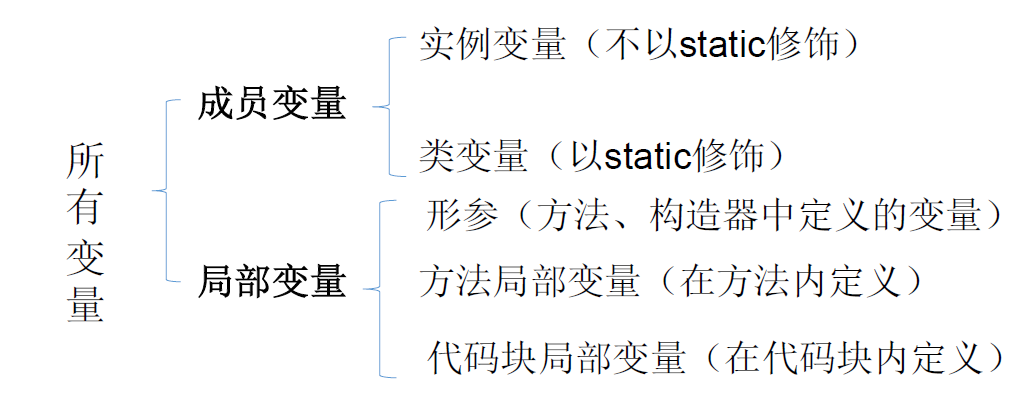 所有变量
成员变量
实例变量（不以static修饰）
类变量（以static修饰）
局部变量
形参（方法、构造器中定义的变量）
方法局部变量（在方法内定义）
代码块局部变量（在代码块内定义）